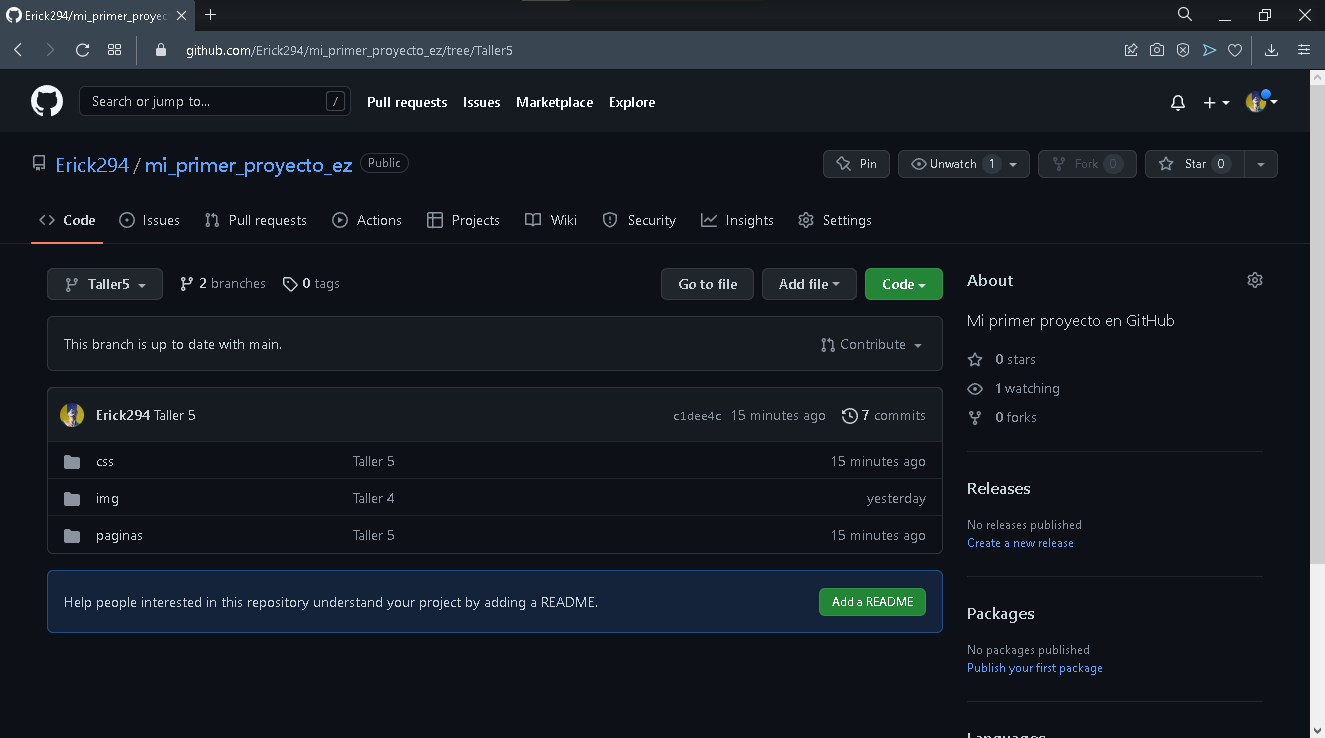 Erick294/mi_primer_proyec
github.com/Erick294/mi_primer_proyecto_ez/tree/Taller5
Search or jump to... /
Pull requests Issues Marketplace Explore
Erick294 / mi_primer_proyecto_ez Public
Pin Unwatch 1 Fork 0 Star 0
Code Issues Pull requests Actions Projects Wiki Security Insights Settings
Taller5 2 branches 0 tags Go to file Add file Code
This branch is up to date with main. Contribute
Erick294 Taller 5 c1dee4c 15 minutes ago 7 commits
css Taller 5 15 minutes ago
img Taller 4 yesterday
paginas Taller 5 15 minutes ago
Help people interested in this repository understand your project by adding a README. Add a README
About
Mi primer proyecto en GitHub
0 stars
1 watching
0 forks
Releases
No releases published
Create a new release
Packages
No packages published
Publish your first package
Languages